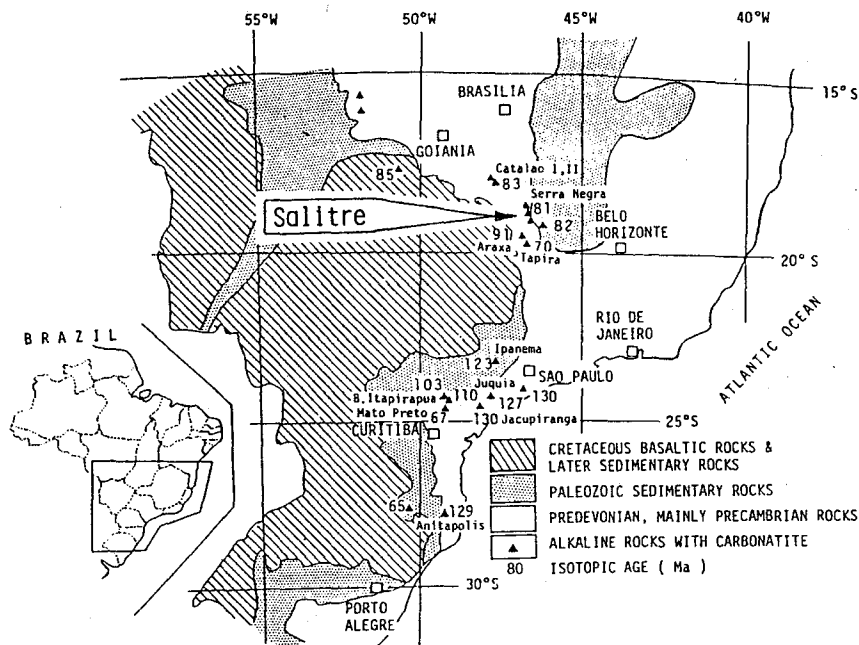 55°W
50°W
45°W
40°W
15°S
BRASILIA
GOIANIA
Catalao I,II
85
83
Serra Negra
81
Salitre
82
BELO
HORIZONTE
91
70
Araxa
Tapira
20°S
RIO DE
JANEIRO
ATLANTIC OCEAN
BRAZIL
Ipanema
123
SAO PAULO
103
Juquia
B.Itapirapua
110
130
Mato Preto
127
67
130
Jacupiranga
CURITIBA
25°S
65
129
Anitapolis
30°S
PORTO
ALEGRE
CRETACEOUS BASALTIC ROCKS &
LATER SEDIMENTARY ROCKS
PALEOZOIC SEDIMENTARY ROCKS
PREDEVONIAN, MAINLY PRECAMBRIAN ROCKS
ALKALINE ROCKS WITH CARBONATITE
80 ISOTOPIC AGE ( Ma )